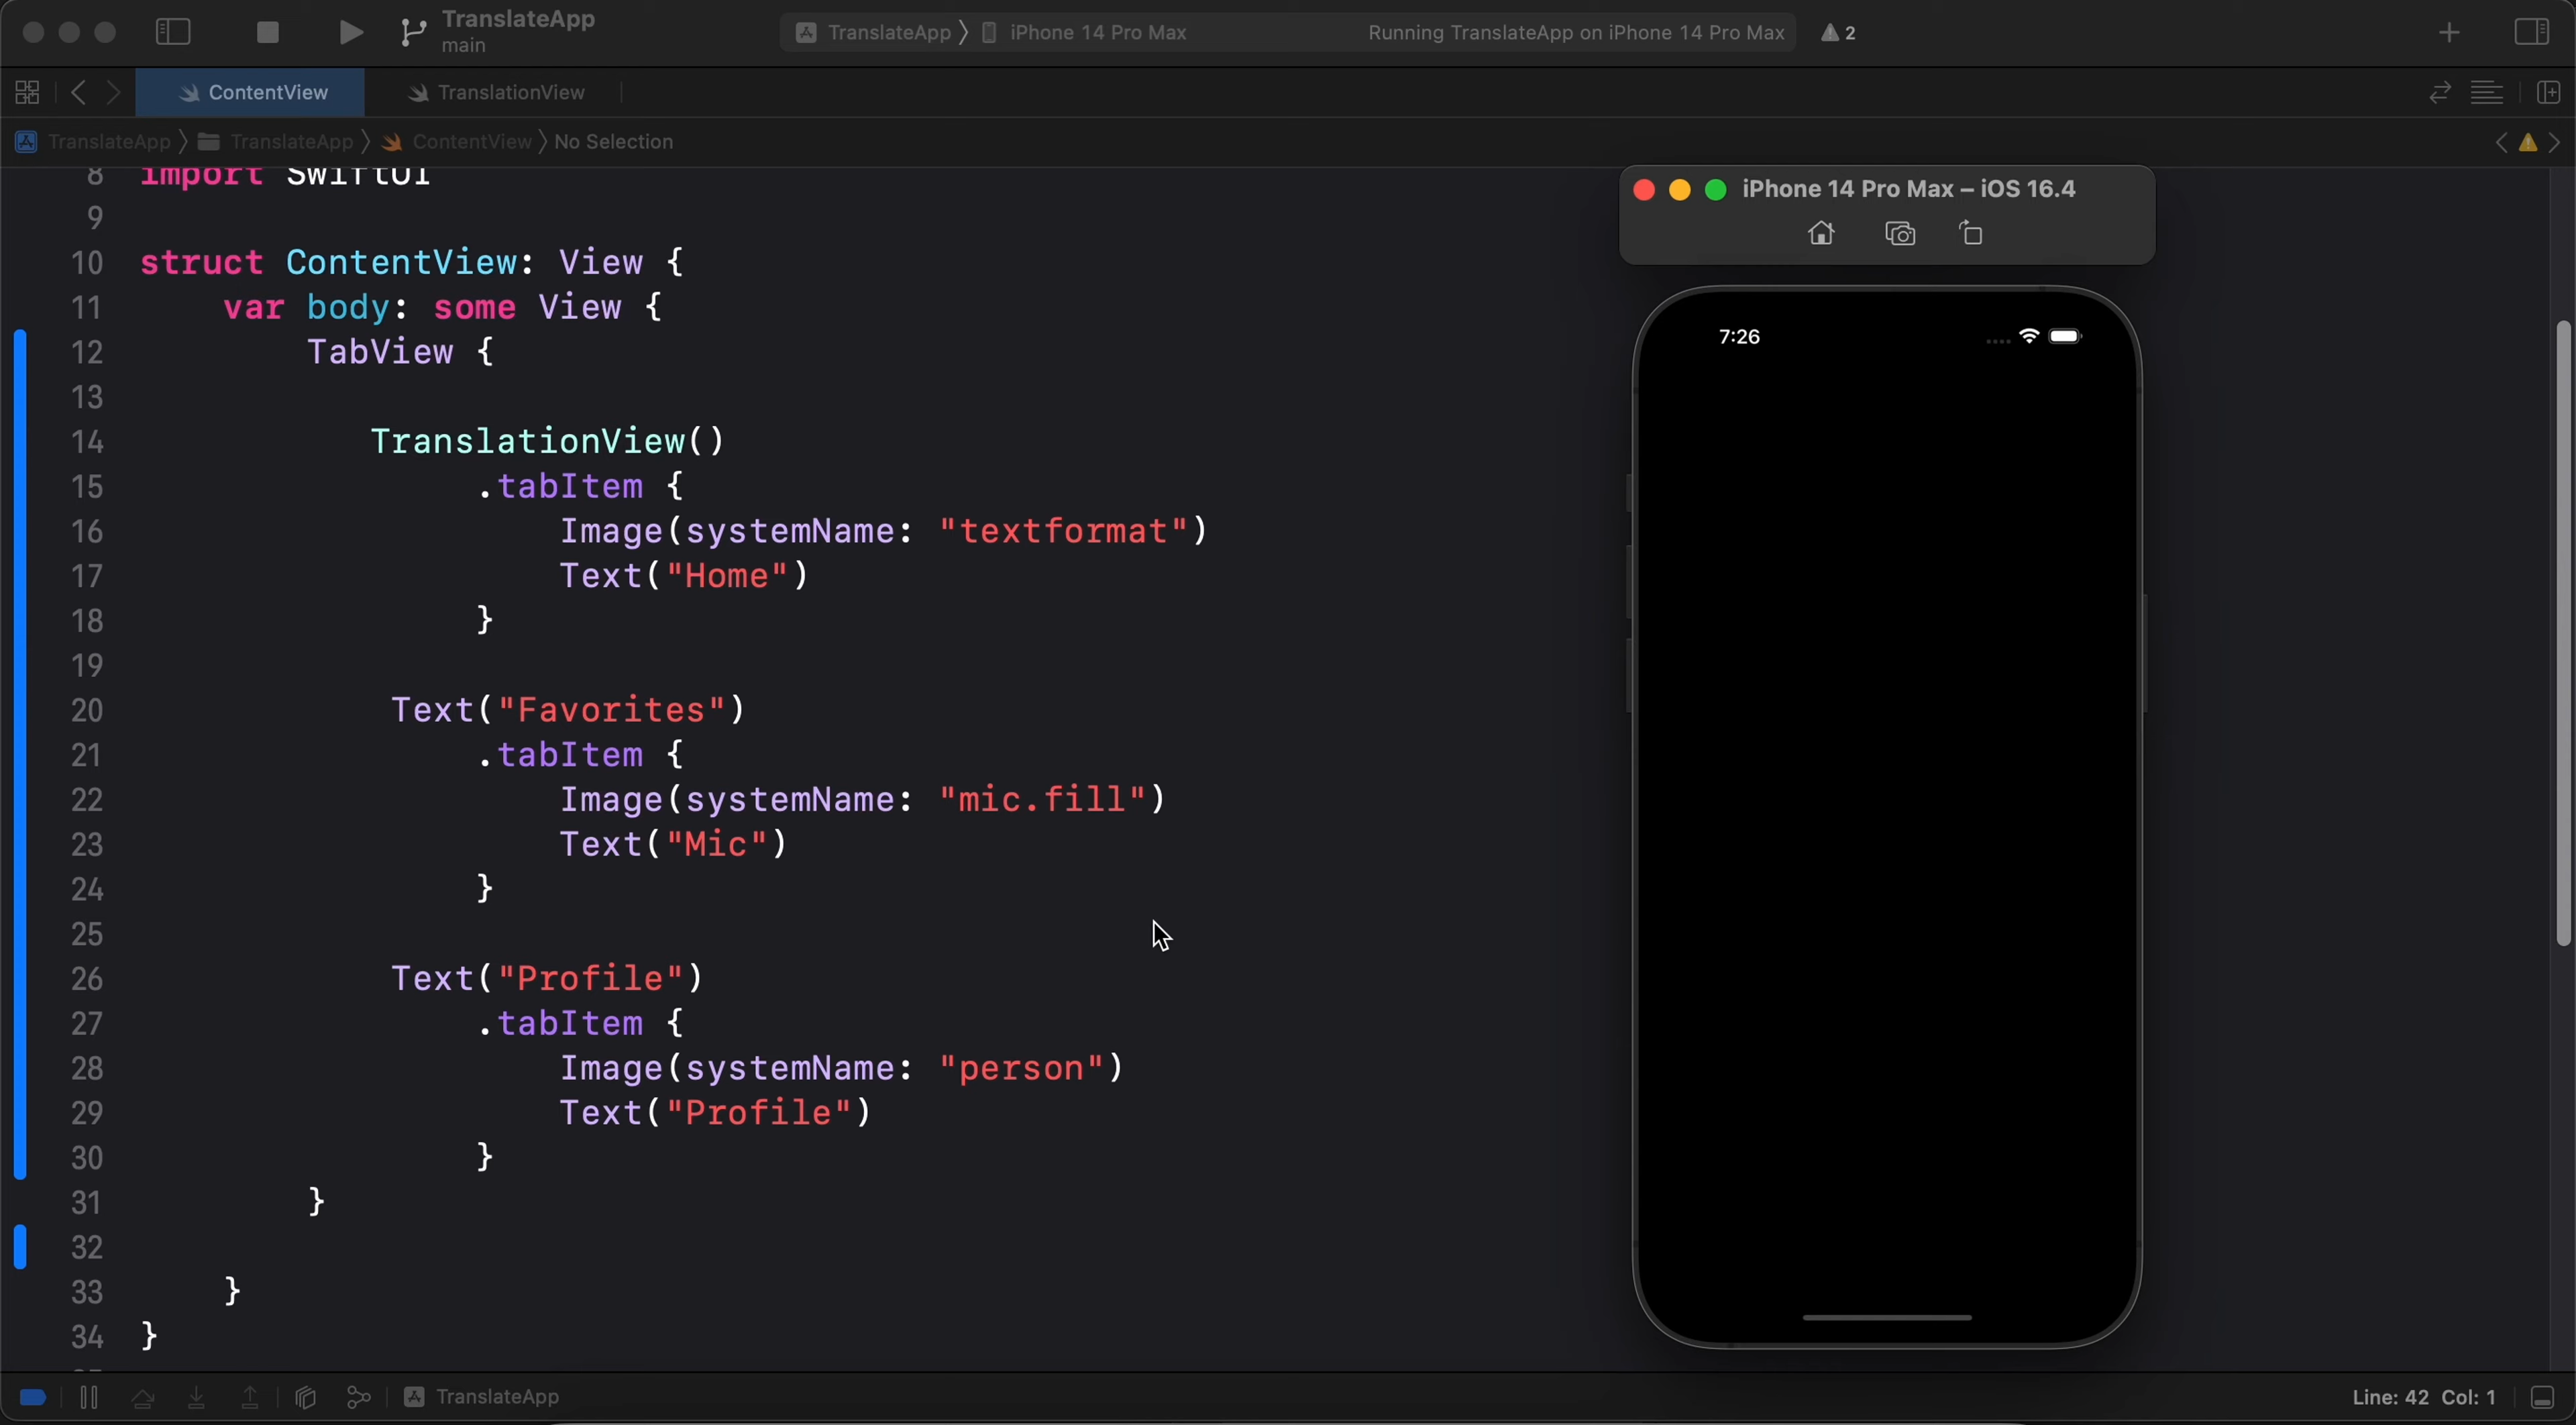 TranslateApp
main
TranslateApp
iPhone 14 Pro Max
Running TranslateApp on iPhone 14 Pro Max
2
ContentView
TranslationView
TranslateApp
TranslateApp
ContentView
No Selection
8 import SwiftUI
9
10 struct ContentView: View {
11 var body: some View {
12 TabView {
13
14 TranslationView()
15 .tabItem {
16 Image(systemName: "textformat")
17 Text("Home")
18 }
19
20 Text("Favorites")
21 .tabItem {
22 Image(systemName: "mic.fill")
23 Text("Mic")
24 }
25
26 Text("Profile")
27 .tabItem {
28 Image(systemName: "person")
29 Text("Profile")
30 }
31 }
32
33 }
34 }
iPhone 14 Pro Max – iOS 16.4
7:26
TranslateApp
Line: 42 Col: 1